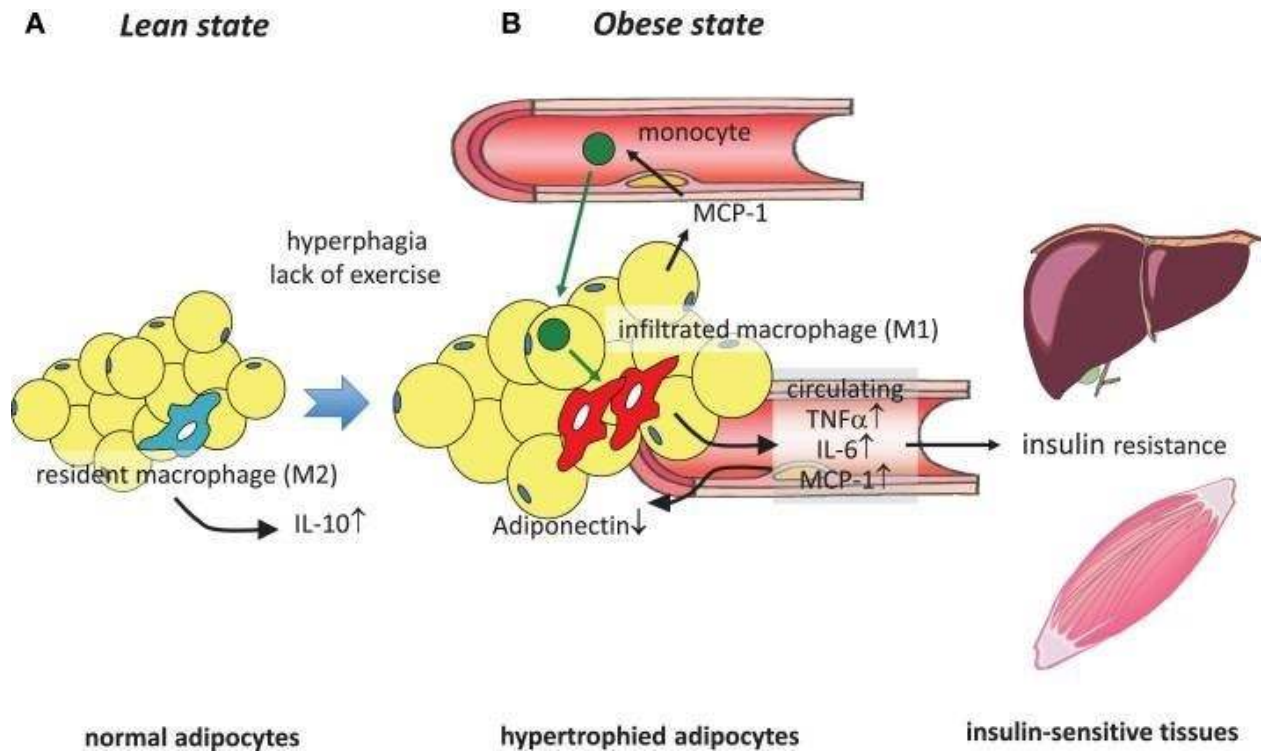 A
Lean state
B
Obese state
monocyte
MCP-1
hyperphagia
lack of exercise
infiltrated macrophage (M1)
circulating
TNFα↑
IL-6↑
MCP-1↑
insulin resistance
resident macrophage (M2)
IL-10↑
Adiponectin↓
normal adipocytes
hypertrophied adipocytes
insulin-sensitive tissues